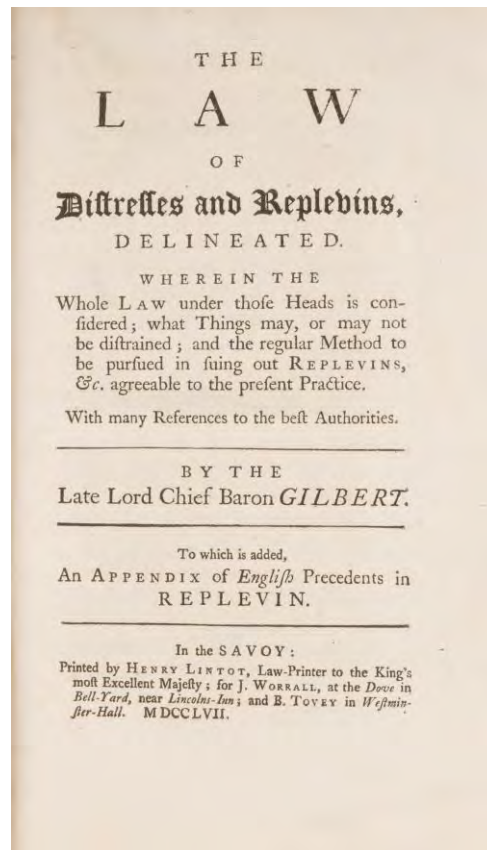 THE
LAW
OF
Diſtreſſes and Replevins,
DELINEATED.
WHEREIN THE
Whole LAW under thoſe Heads is con-
ſidered; what Things may, or may not
be diſtrained; and the regular Method to
be purſued in ſuing out REPLEVINS,
&c. agreeable to the preſent Practice.
With many References to the beſt Authorities.
BY THE
Late Lord Chief Baron GILBERT.
To which is added,
An APPENDIX of Engliſh Precedents in
REPLEVIN.
In the SAVOY:
Printed by HENRY LINTOT, Law-Printer to the King's
moſt Excellent Majeſty; for J. WORRALL, at the Dove in
Bell-Yard, near Lincolns-Inn; and B. TOVEY in Weſtmin-
ſter-Hall. M DCC LVII.